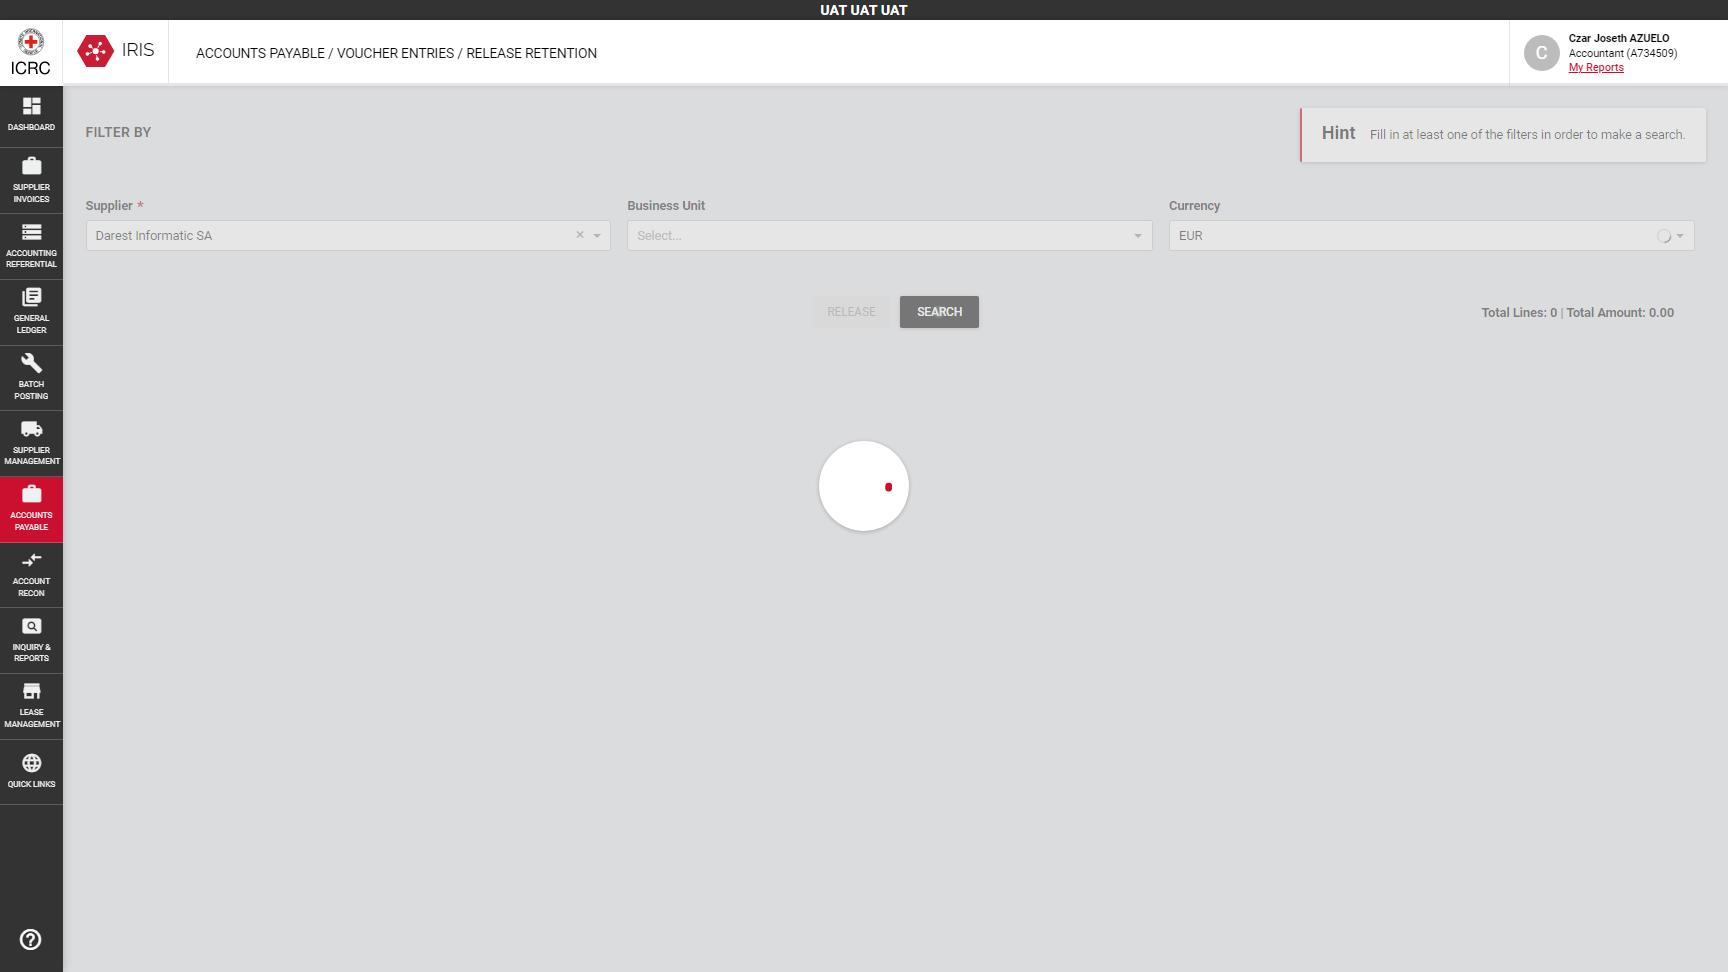 UAT UAT UAT
ICRC
IRIS
ACCOUNTS PAYABLE / VOUCHER ENTRIES / RELEASE RETENTION
C
Czar Joseth AZUELO
Accountant (A734509)
My Reports
DASHBOARD
SUPPLIER
INVOICES
ACCOUNTING
REFERENTIAL
GENERAL
LEDGER
BATCH
POSTING
SUPPLIER
MANAGEMENT
ACCOUNTS
PAYABLE
ACCOUNT
RECON
INQUIRY &
REPORTS
LEASE
MANAGEMENT
QUICK LINKS
FILTER BY
Hint Fill in at least one of the filters in order to make a search.
Supplier *
Darest Informatic SA
Business Unit
Select...
Currency
EUR
RELEASE
SEARCH
Total Lines: 0 | Total Amount: 0.00